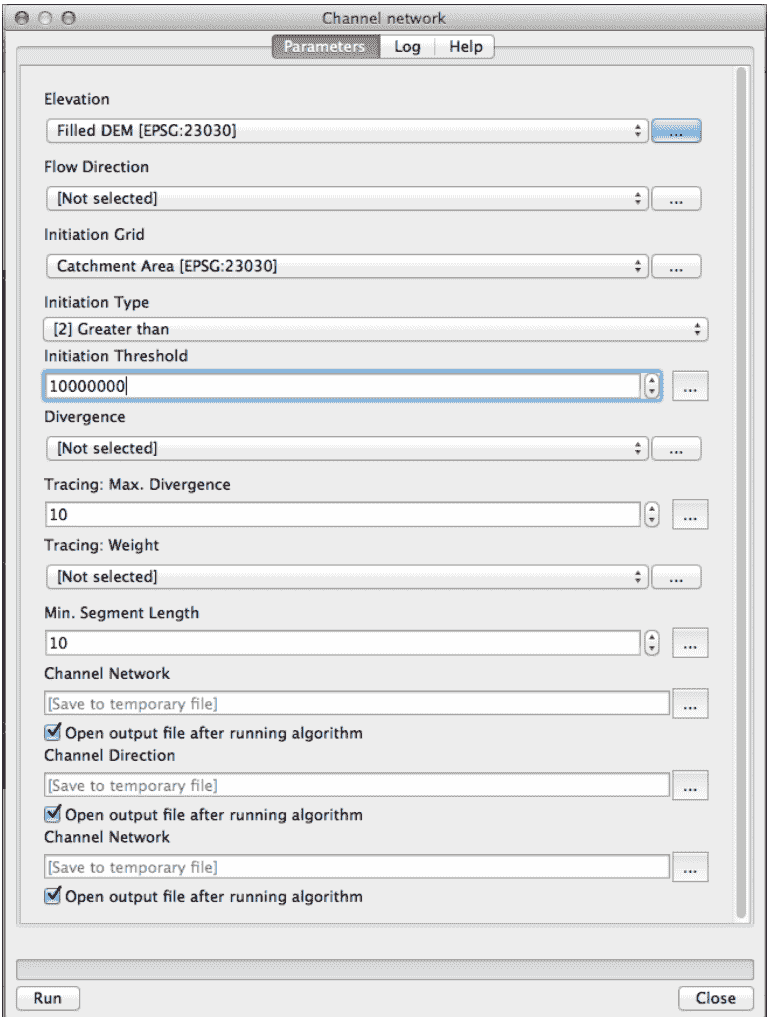 Channel network
Parameters Log Help
Elevation
Filled DEM [EPSG:23030] ...
Flow Direction
[Not selected] ...
Initiation Grid
Catchment Area [EPSG:23030] ...
Initiation Type
[2] Greater than
Initiation Threshold
10000000 ...
Divergence
[Not selected] ...
Tracing: Max. Divergence
10 ...
Tracing: Weight
[Not selected] ...
Min. Segment Length
10 ...
Channel Network
[Save to temporary file] ...
Open output file after running algorithm
Channel Direction
[Save to temporary file] ...
Open output file after running algorithm
Channel Network
[Save to temporary file] ...
Open output file after running algorithm
Run Close